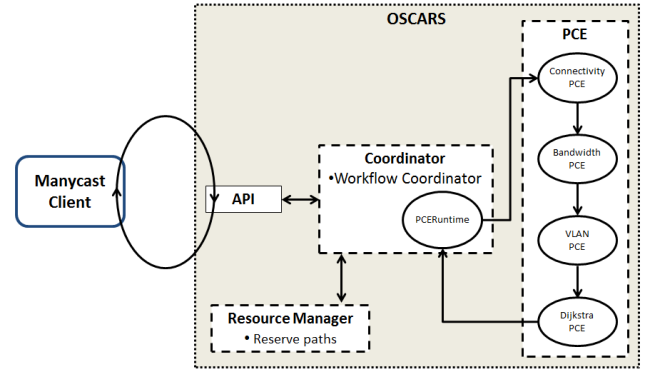 OSCARS
PCE
Connectivity
PCE
Bandwidth
PCE
VLAN
PCE
Dijkstra
PCE
Coordinator
•Workflow Coordinator
PCERuntime
API
Manycast
Client
Resource Manager
• Reserve paths